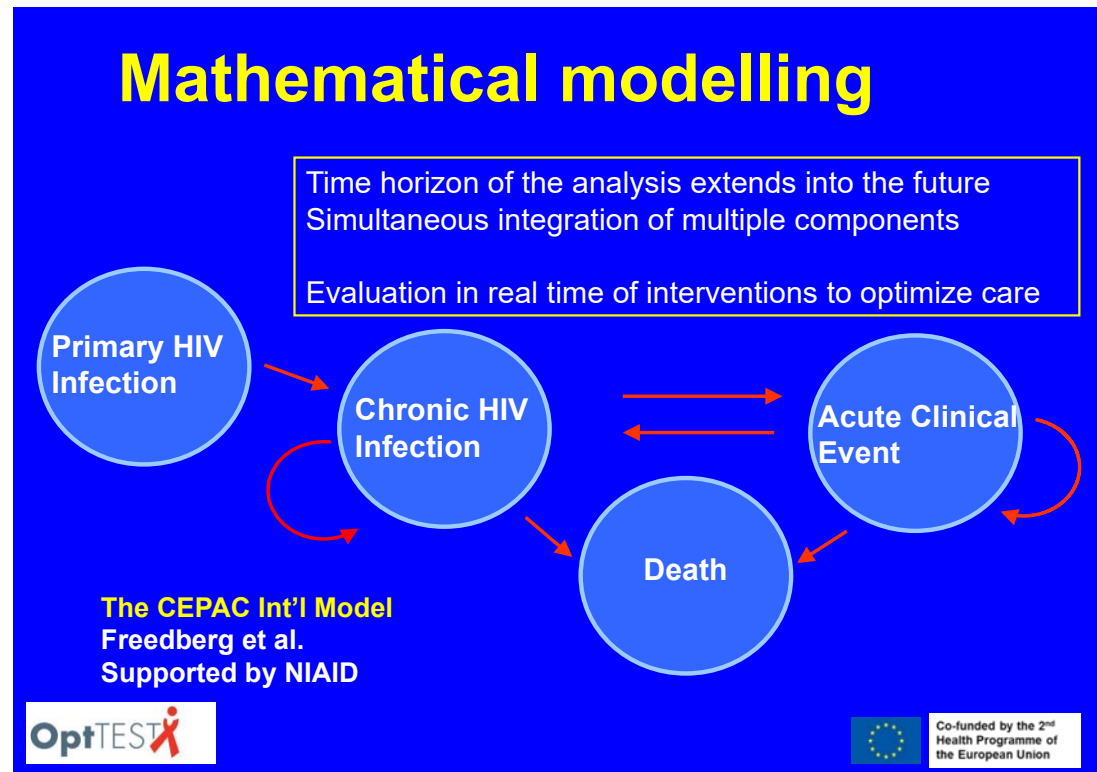 Mathematical modelling
Time horizon of the analysis extends into the future
Simultaneous integration of multiple components
Evaluation in real time of interventions to optimize care
Primary HIV
Infection
Chronic HIV
Infection
Acute Clinical
Event
Death
The CEPAC Int’l Model
Freedberg et al.
Supported by NIAID
OptTEST
Co-funded by the 2nd
Health Programme of
the European Union